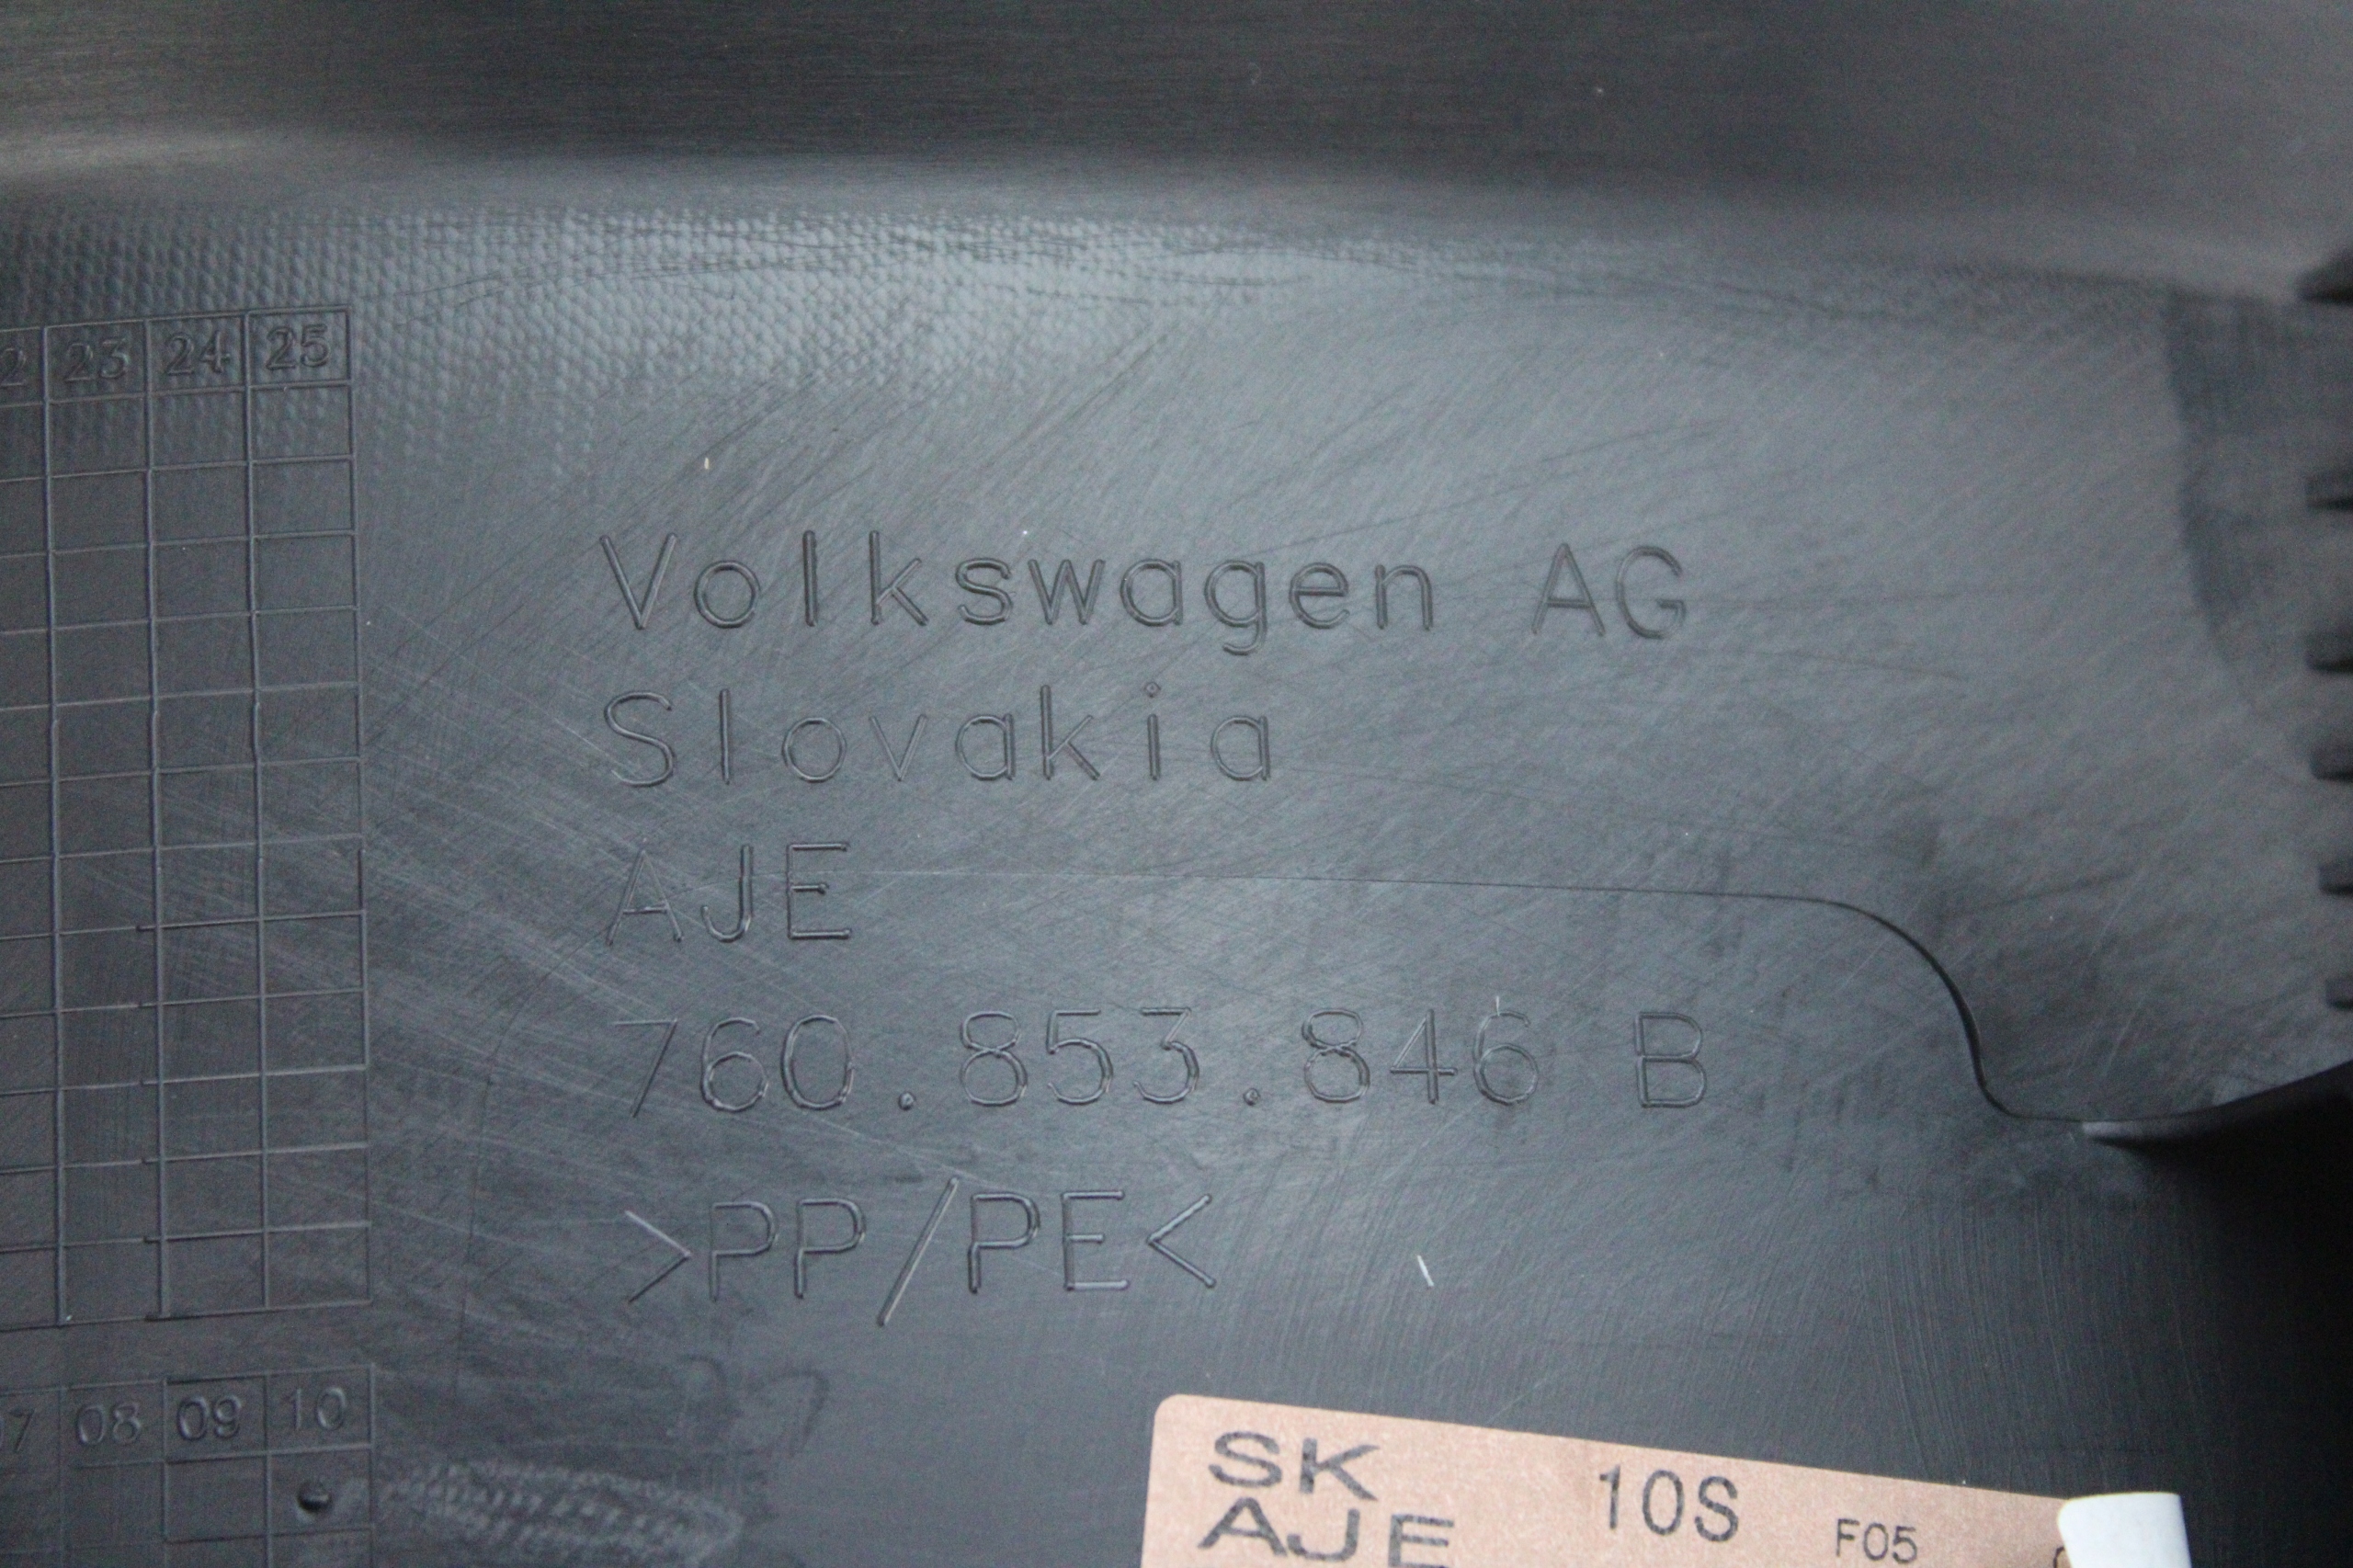 23 24 25
Volkswagen AG
Slovakia
AJE
760.853.846 B
>PP/PE<
08 09 10
SK 10S F05
AJE